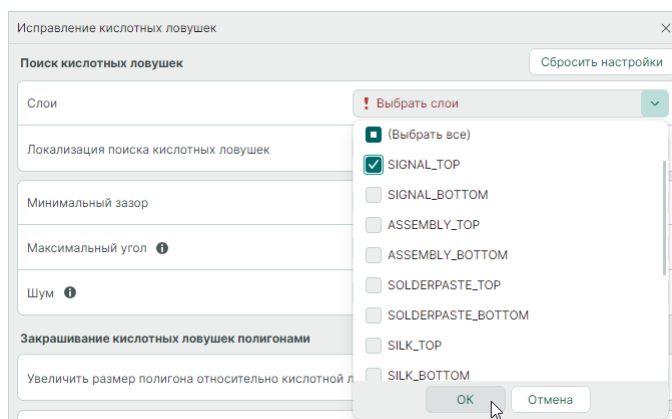 Исправление кислотных ловушек
Поиск кислотных ловушек
Сбросить настройки
Слои
! Выбрать слои
(Выбрать все)
Локализация поиска кислотных ловушек
SIGNAL_TOP
SIGNAL_BOTTOM
Минимальный зазор
ASSEMBLY_TOP
Максимальный угол
ASSEMBLY_BOTTOM
Шум
SOLDERPASTE_TOP
SOLDERPASTE_BOTTOM
Закрашивание кислотных ловушек полигонами
SILK_TOP
Увеличить размер полигона относительно кислотной л
SILK_BOTTOM
ОК
Отмена